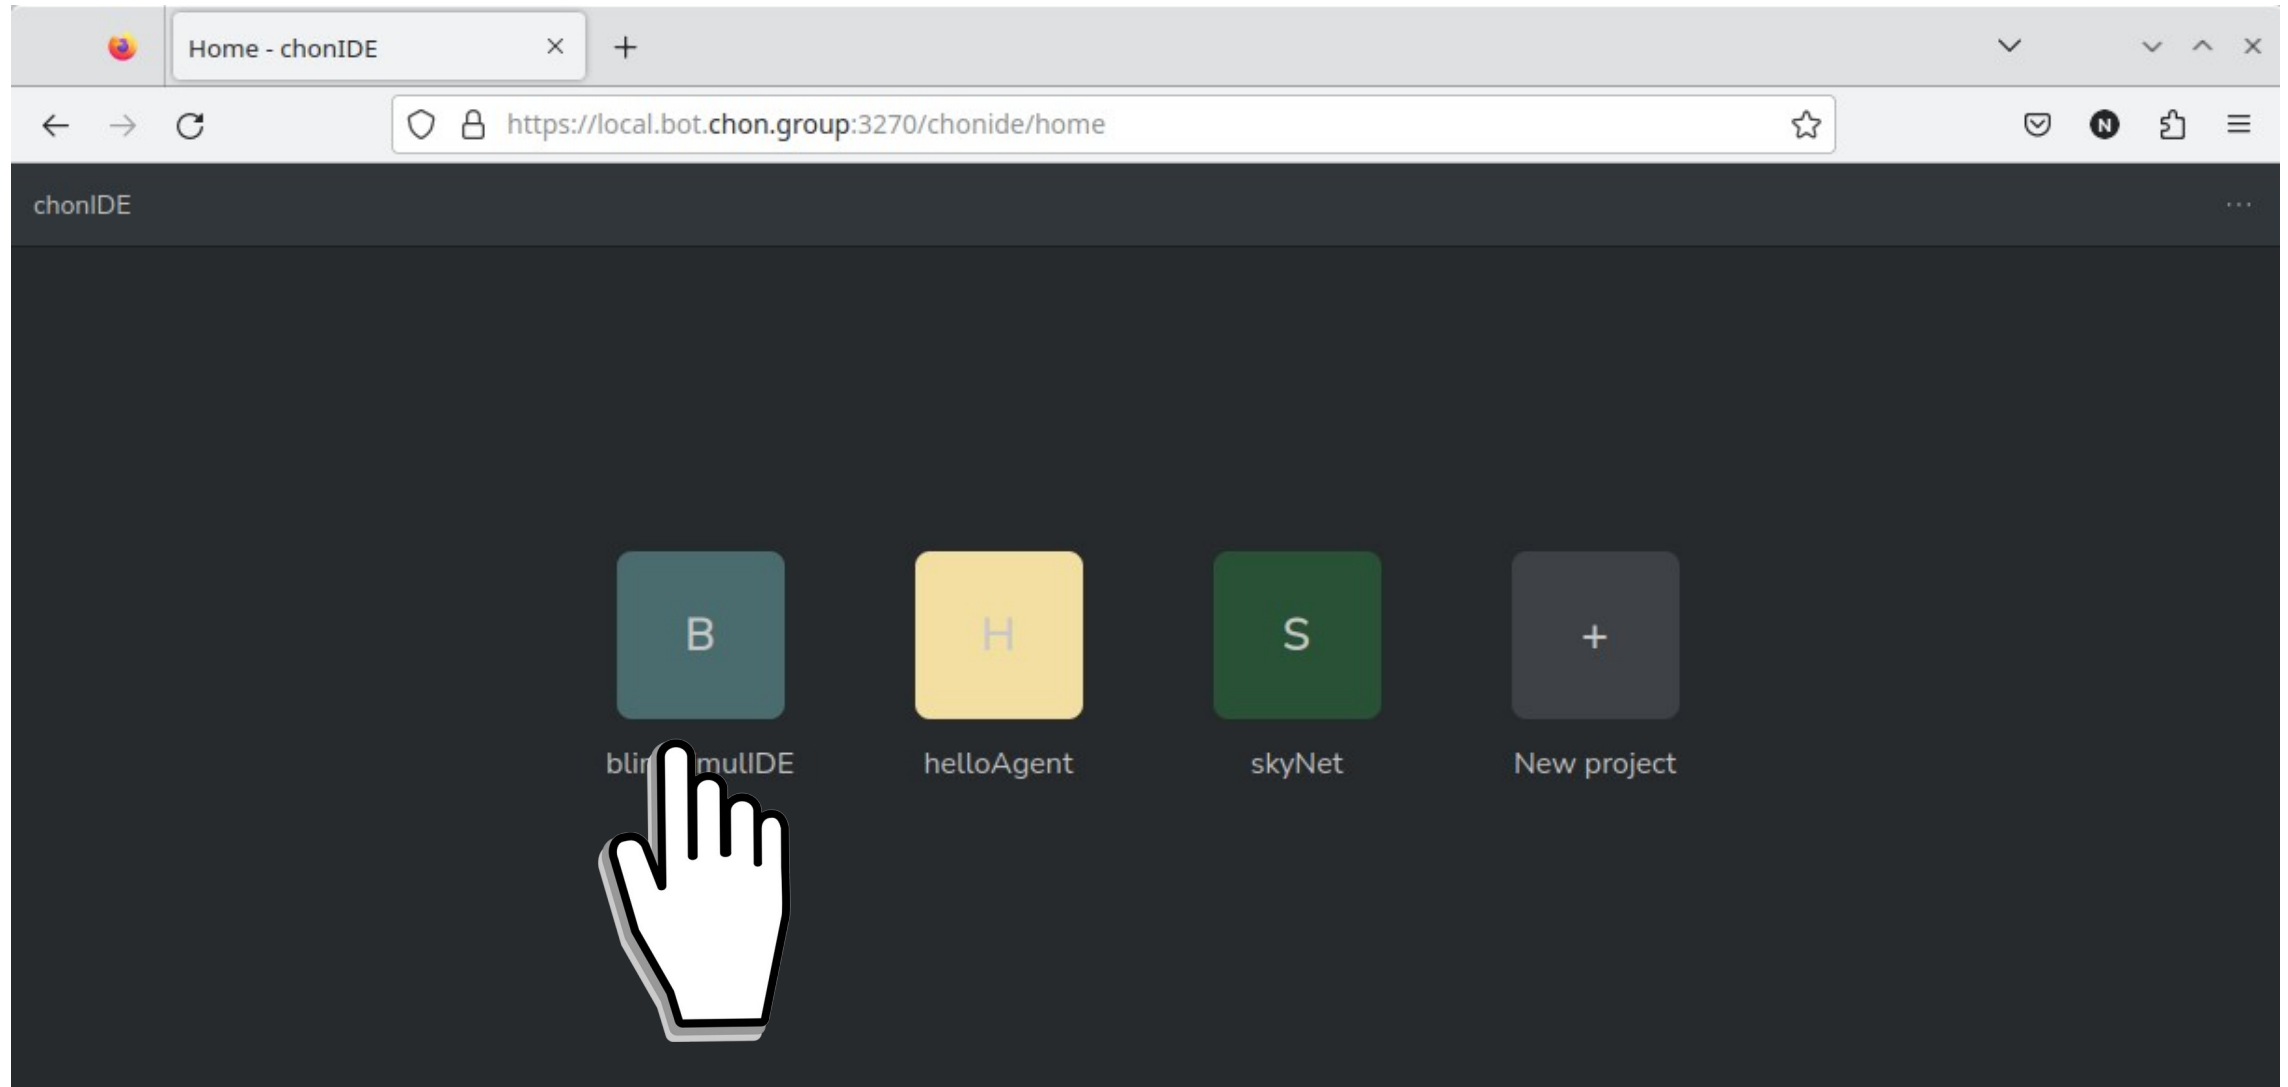 Home - chonIDE
N
https://local.bot.chon.group:3270/chonide/home
chonIDE
B
H
S
+
helloAgent
skyNet
New project